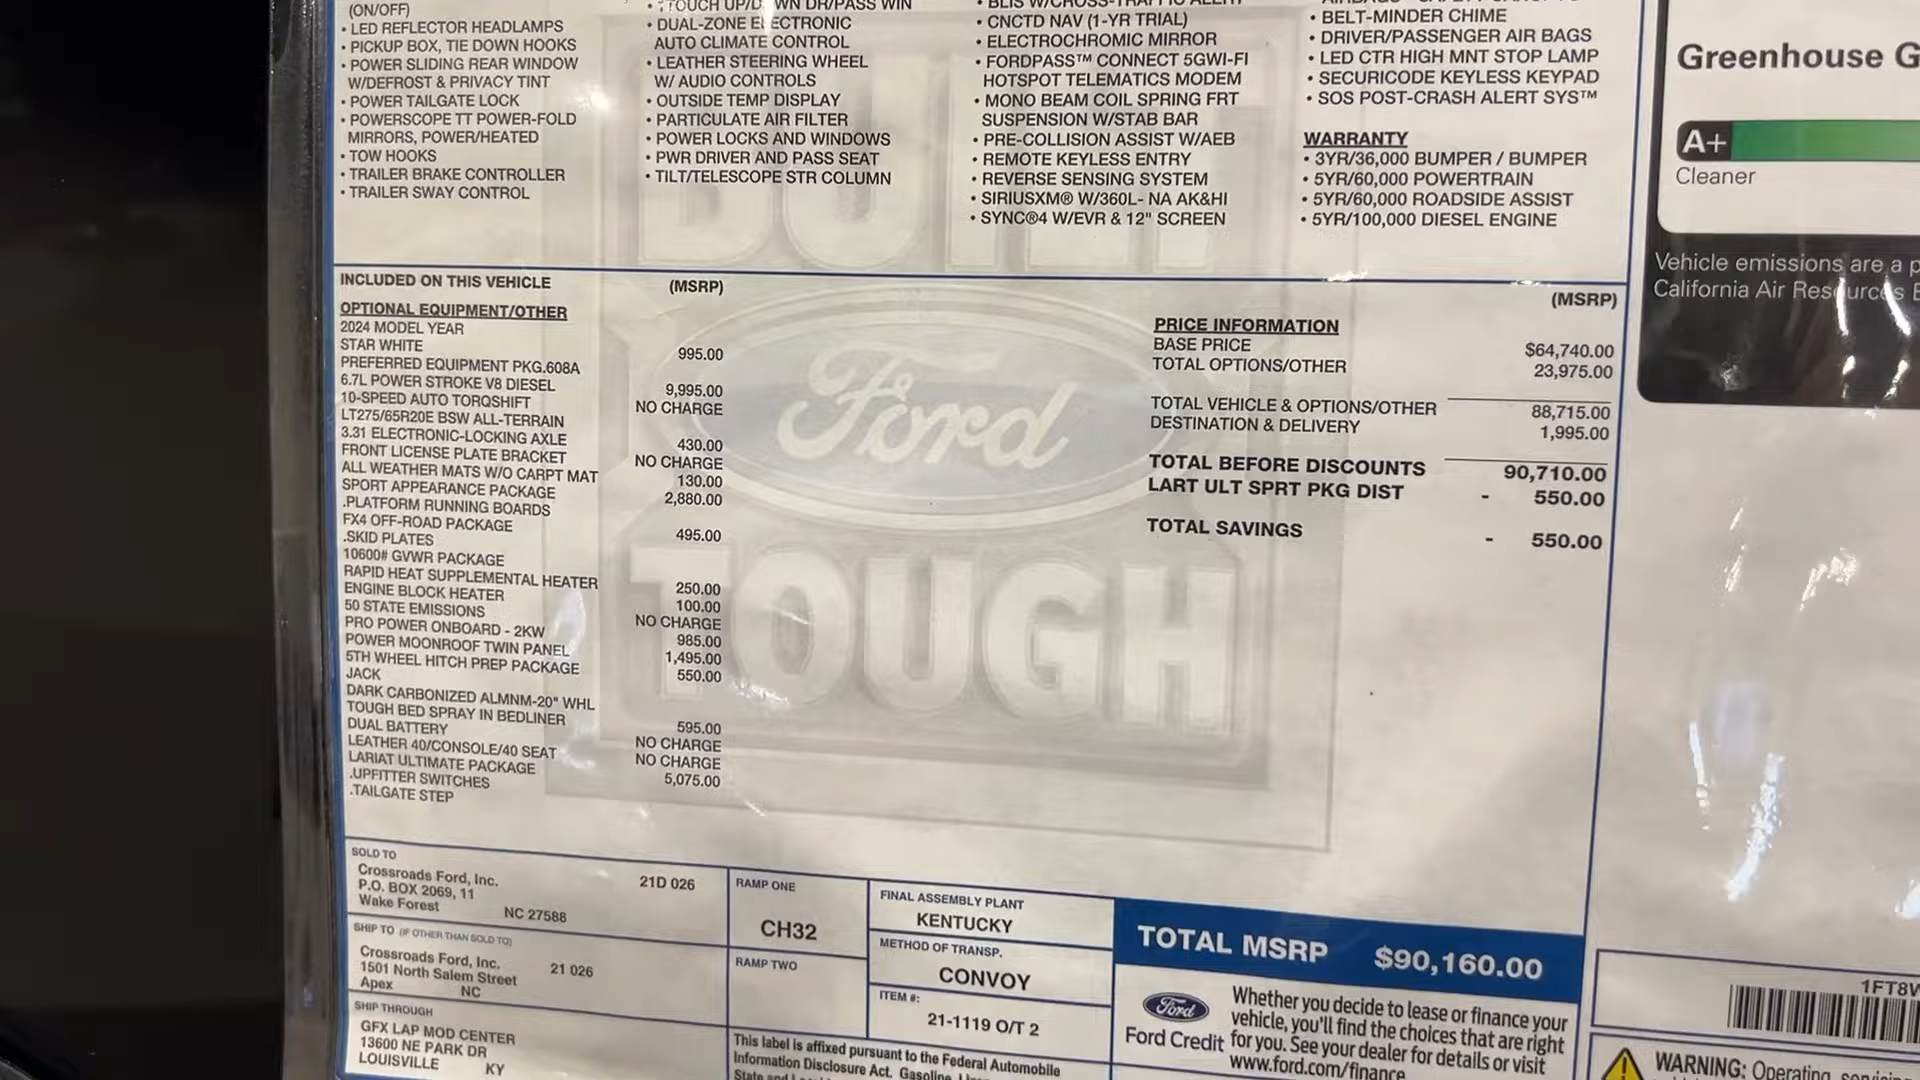 (ON/OFF)
• LED REFLECTOR HEADLAMPS
• PICKUP BOX, TIE DOWN HOOKS
• POWER SLIDING REAR WINDOW
W/DEFROST & PRIVACY TINT
• POWER TAILGATE LOCK
• POWERSCOPE TT POWER-FOLD
MIRRORS, POWER/HEATED
• TOW HOOKS
• TRAILER BRAKE CONTROLLER
• TRAILER SWAY CONTROL
TOUCH UP/D WN DR/PASS WIN
• DUAL-ZONE ELECTRONIC
AUTO CLIMATE CONTROL
• LEATHER STEERING WHEEL
W/ AUDIO CONTROLS
• OUTSIDE TEMP DISPLAY
• PARTICULATE AIR FILTER
• POWER LOCKS AND WINDOWS
• PWR DRIVER AND PASS SEAT
• TILT/TELESCOPE STR COLUMN
• BLIS W/CROSS-TRAFFIC ALERT
• CNCTD NAV (1-YR TRIAL)
• ELECTROCHROMIC MIRROR
• FORDPASS™ CONNECT 5GWI-FI
HOTSPOT TELEMATICS MODEM
• MONO BEAM COIL SPRING FRT
SUSPENSION W/STAB BAR
• PRE-COLLISION ASSIST W/AEB
• REMOTE KEYLESS ENTRY
• REVERSE SENSING SYSTEM
• SIRIUSXM® W/360L- NA AK&HI
• SYNC®4 W/EVR & 12" SCREEN
• BELT-MINDER CHIME
• DRIVER/PASSENGER AIR BAGS
• LED CTR HIGH MNT STOP LAMP
• SECURICODE KEYLESS KEYPAD
• SOS POST-CRASH ALERT SYS™
WARRANTY
• 3YR/36,000 BUMPER / BUMPER
• 5YR/60,000 POWERTRAIN
• 5YR/60,000 ROADSIDE ASSIST
• 5YR/100,000 DIESEL ENGINE
Greenhouse G
A+
Cleaner
Vehicle emissions are a p
California Air Resources B
BUILT
Ford
TOUGH
INCLUDED ON THIS VEHICLE (MSRP)
OPTIONAL EQUIPMENT/OTHER
2024 MODEL YEAR
STAR WHITE 995.00
PREFERRED EQUIPMENT PKG.608A
6.7L POWER STROKE V8 DIESEL 9,995.00
10-SPEED AUTO TORQSHIFT NO CHARGE
LT275/65R20E BSW ALL-TERRAIN
3.31 ELECTRONIC-LOCKING AXLE 430.00
FRONT LICENSE PLATE BRACKET NO CHARGE
ALL WEATHER MATS W/O CARPT MAT 130.00
SPORT APPEARANCE PACKAGE 2,880.00
.PLATFORM RUNNING BOARDS
FX4 OFF-ROAD PACKAGE 495.00
.SKID PLATES
10600# GVWR PACKAGE
RAPID HEAT SUPPLEMENTAL HEATER 250.00
ENGINE BLOCK HEATER 100.00
50 STATE EMISSIONS NO CHARGE
PRO POWER ONBOARD - 2KW 985.00
POWER MOONROOF TWIN PANEL 1,495.00
5TH WHEEL HITCH PREP PACKAGE 550.00
JACK
DARK CARBONIZED ALMNM-20" WHL
TOUGH BED SPRAY IN BEDLINER 595.00
DUAL BATTERY NO CHARGE
LEATHER 40/CONSOLE/40 SEAT NO CHARGE
LARIAT ULTIMATE PACKAGE 5,075.00
.UPFITTER SWITCHES
.TAILGATE STEP
(MSRP)
PRICE INFORMATION
BASE PRICE $64,740.00
TOTAL OPTIONS/OTHER 23,975.00
TOTAL VEHICLE & OPTIONS/OTHER 88,715.00
DESTINATION & DELIVERY 1,995.00
TOTAL BEFORE DISCOUNTS 90,710.00
LART ULT SPRT PKG DIST - 550.00
TOTAL SAVINGS - 550.00
SOLD TO
Crossroads Ford, Inc. 21D 026
P.O. BOX 2069, 11
Wake Forest NC 27588
SHIP TO (IF OTHER THAN SOLD TO)
Crossroads Ford, Inc. 21 026
1501 North Salem Street
Apex NC
SHIP THROUGH
GFX LAP MOD CENTER
13600 NE PARK DR
LOUISVILLE KY
RAMP ONE
CH32
RAMP TWO
FINAL ASSEMBLY PLANT
KENTUCKY
METHOD OF TRANSP.
CONVOY
ITEM #:
21-1119 O/T 2
This label is affixed pursuant to the Federal Automobile
Information Disclosure Act. Gasoline,
State and
TOTAL MSRP $90,160.00
Ford
Ford Credit
Whether you decide to lease or finance your
vehicle, you'll find the choices that are right
for you. See your dealer for details or visit
www.ford.com/finance
1FT8W
WARNING: Operating, servicing